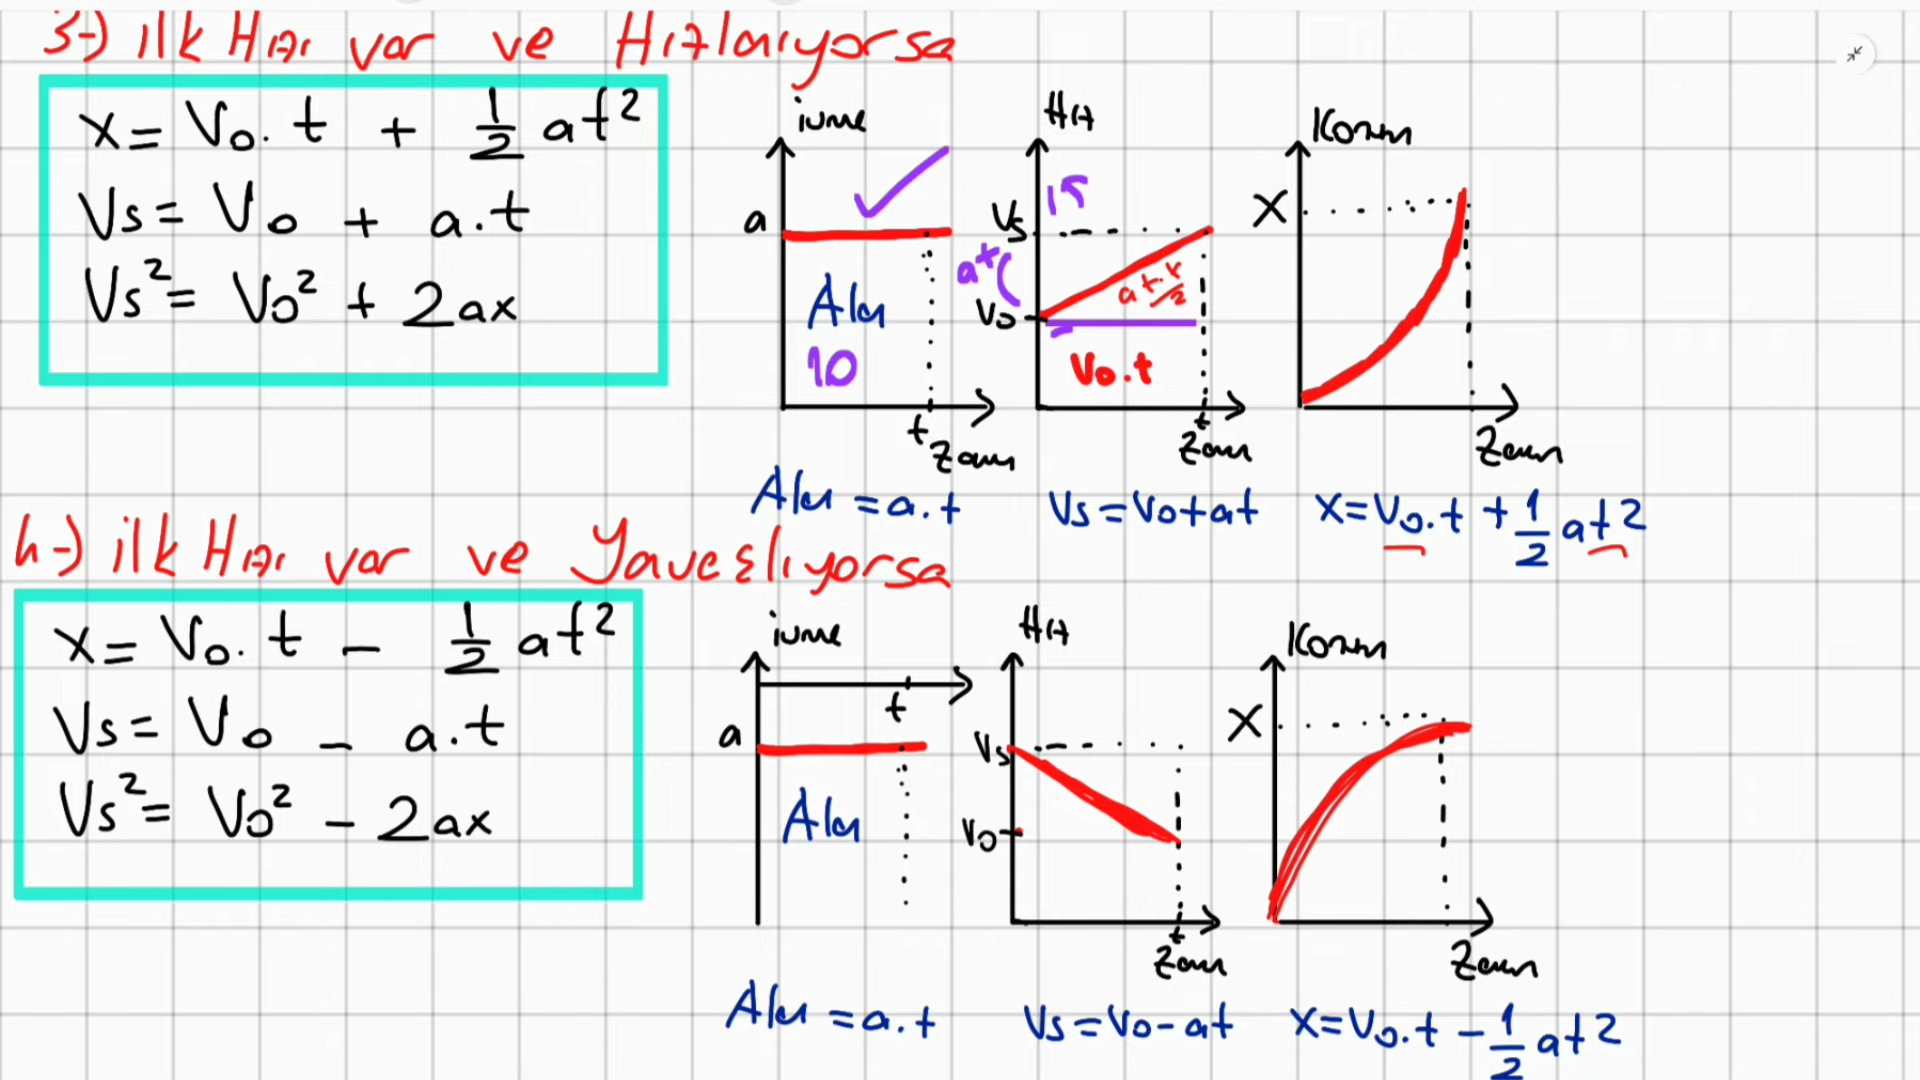 3-) ilk Hızı var ve Hızlanıyorsa
x = V₀ . t + 1/2 at²
Vs = V₀ + a.t
Vs² = V₀² + 2ax
ivme
a
Alan
10
t
Zaman
Alan = a.t
Hız
15
Vs
at
at.t/2
V₀
V₀.t
t
Zaman
Vs = V₀ + at
Konum
X
Zaman
X = V₀.t + 1/2 at²
4-) ilk Hızı var ve Yavaşlıyorsa
x = V₀ . t - 1/2 at²
Vs = V₀ - a.t
Vs² = V₀² - 2ax
ivme
t
a
Alan
Alan = a.t
Hız
Vs
V₀
t
Zaman
Vs = V₀ - at
Konum
X
Zaman
X = V₀.t - 1/2 at²